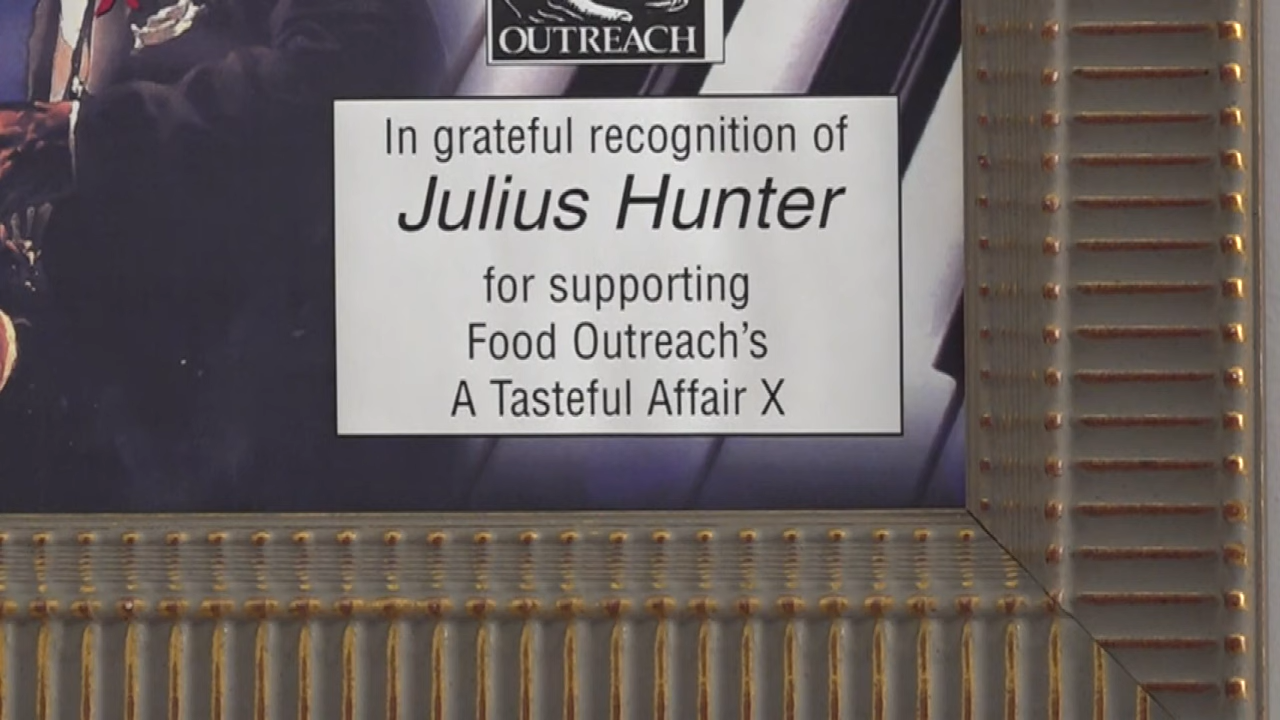 OUTREACH
In grateful recognition of
Julius Hunter
for supporting
Food Outreach's
A Tasteful Affair X